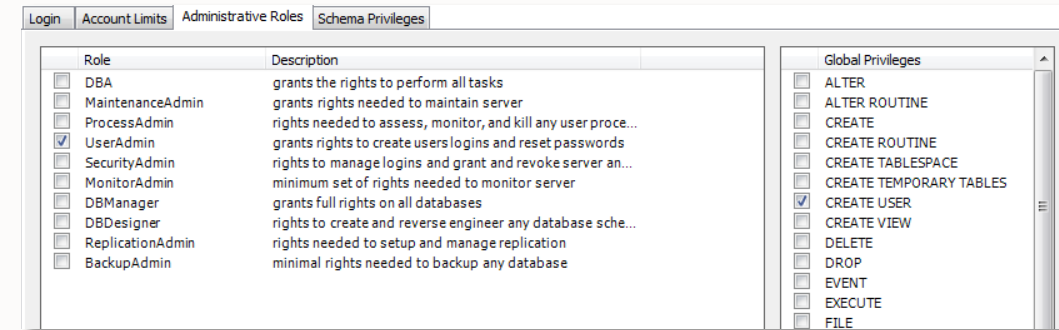 Login Account Limits Administrative Roles Schema Privileges
Role Description
DBA grants the rights to perform all tasks
MaintenanceAdmin grants rights needed to maintain server
ProcessAdmin rights needed to assess, monitor, and kill any user proce...
UserAdmin grants rights to create users logins and reset passwords
SecurityAdmin rights to manage logins and grant and revoke server an...
MonitorAdmin minimum set of rights needed to monitor server
DBManager grants full rights on all databases
DBDesigner rights to create and reverse engineer any database sche...
ReplicationAdmin rights needed to setup and manage replication
BackupAdmin minimal rights needed to backup any database
Global Privileges
ALTER
ALTER ROUTINE
CREATE
CREATE ROUTINE
CREATE TABLESPACE
CREATE TEMPORARY TABLES
CREATE USER
CREATE VIEW
DELETE
DROP
EVENT
EXECUTE
FILE